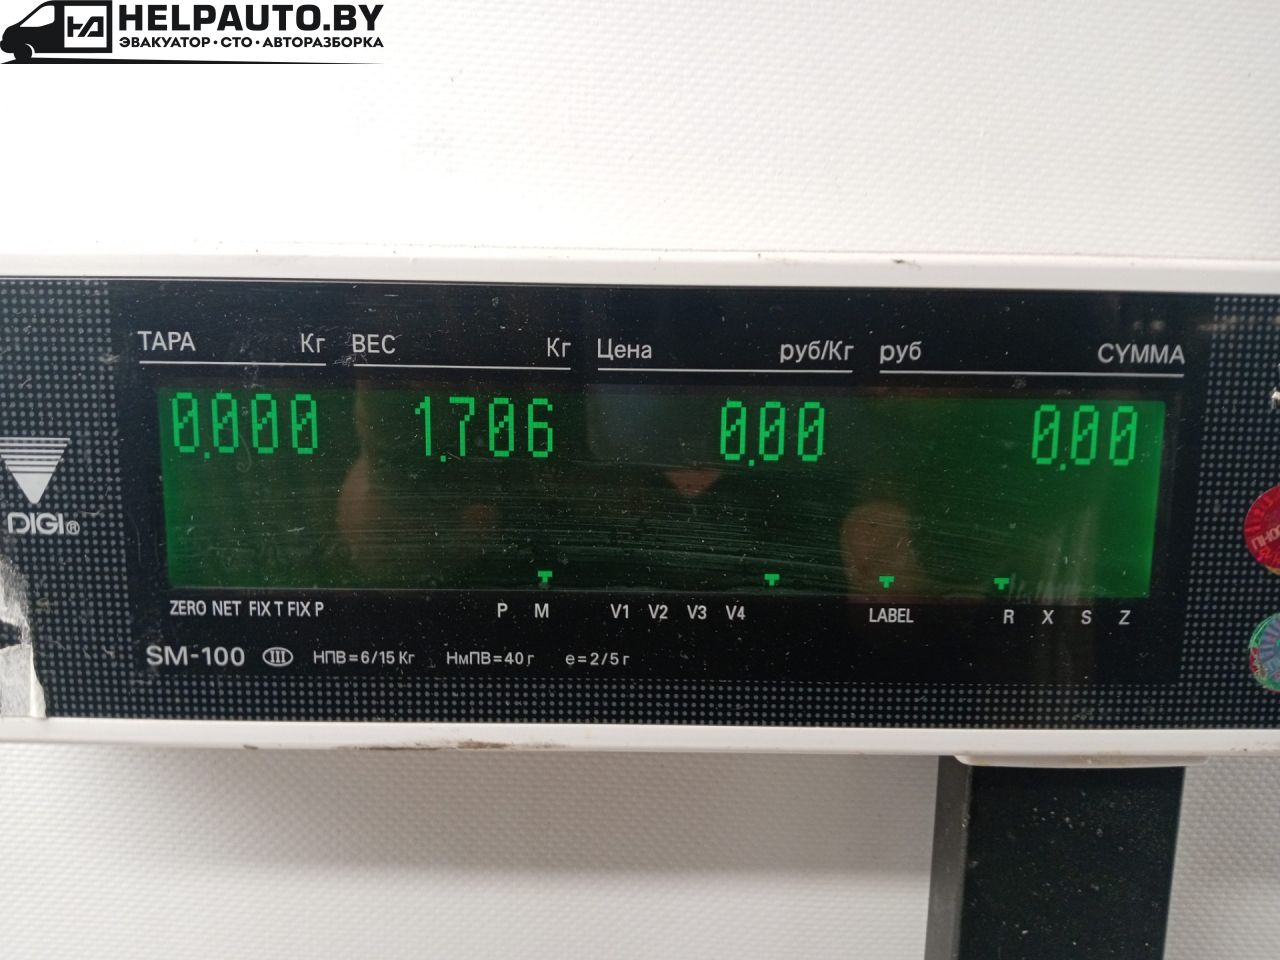 HELPAUTO.BY
ЭВАКУАТОР · СТО · АВТОРАЗБОРКА
ТАРА Кг ВЕС Кг Цена руб/Кг руб СУММА
0.000 1.706 0.00 0.00
DIGI®
ZERO NET FIX T FIX P P M V1 V2 V3 V4 LABEL R X S Z
SM-100 III НПВ=6/15 Кг НмПВ=40 г e=2/5 г